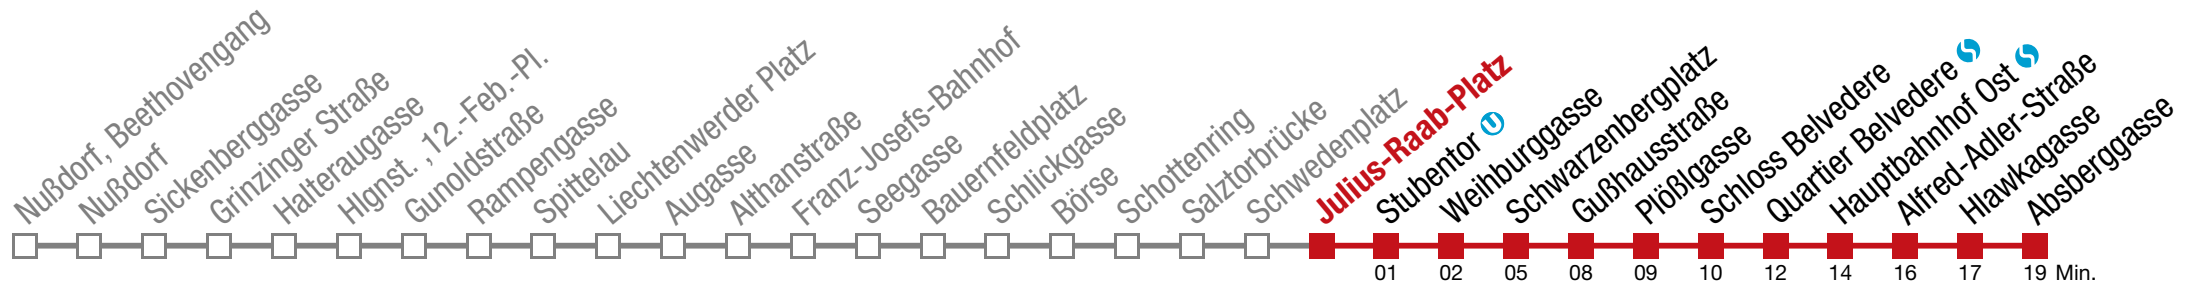 Nußdorf, Beethovengang
Nußdorf
Sickenberggasse
Grinzinger Straße
Halteraugasse
Hlgnst. , 12.-Feb.-Pl.
Gunoldstraße
Rampengasse
Spittelau
Liechtenwerder Platz
Augasse
Althanstraße
Franz-Josefs-Bahnhof
Seegasse
Bauernfeldplatz
Schlickgasse
Börse
Schottenring
Salztorbrücke
Schwedenplatz
Julius-Raab-Platz
Stubentor U
Weihburggasse
Schwarzenbergplatz
Gußhausstraße
Plößlgasse
Schloss Belvedere
Quartier Belvedere S
Hauptbahnhof Ost S
Alfred-Adler-Straße
Hlawkagasse
Absberggasse
01 02 05 08 09 10 12 14 16 17 19 Min.